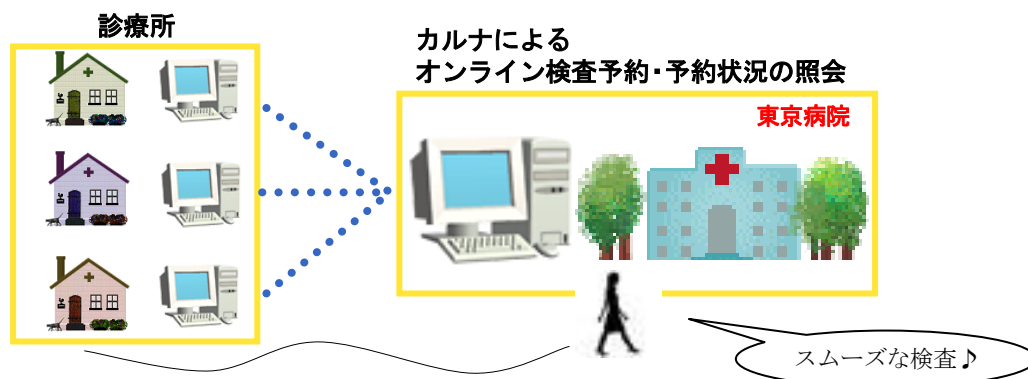 診療所
カルナによる
オンライン検査予約・予約状況の照会
東京病院
スムーズな検査♪